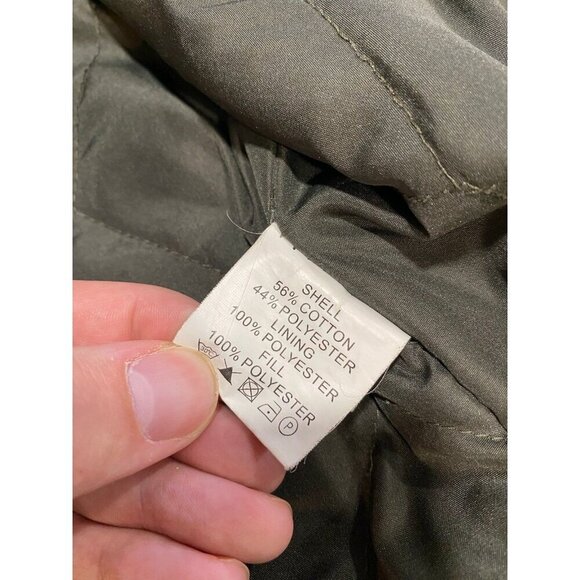 SHELL
56% COTTON
44% POLYESTER
LINING
100% POLYESTER
FILL
100% POLYESTER
P